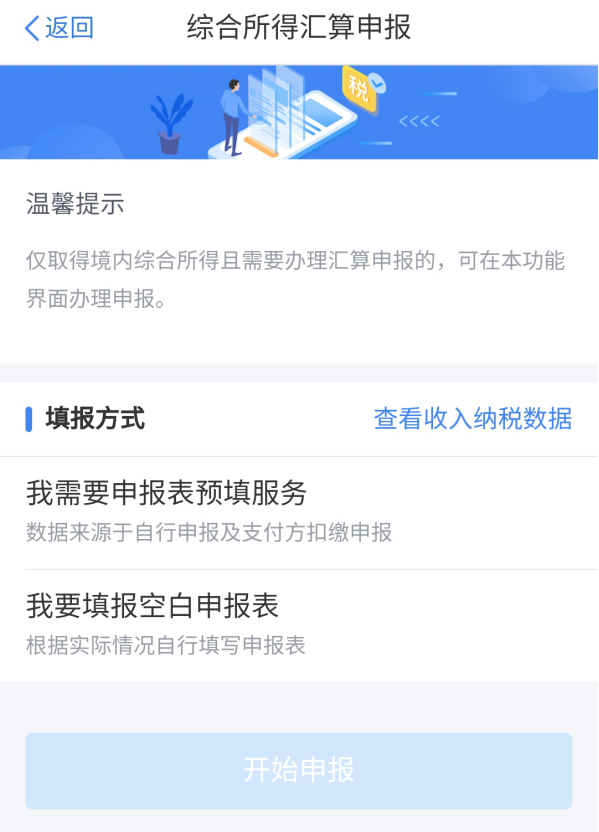 返回
综合所得汇算申报
税
温馨提示
仅取得境内综合所得且需要办理汇算申报的，可在本功能
界面办理申报。
填报方式
查看收入纳税数据
我需要申报表预填服务
数据来源于自行申报及支付方扣缴申报
我要填报空白申报表
根据实际情况自行填写申报表
开始申报